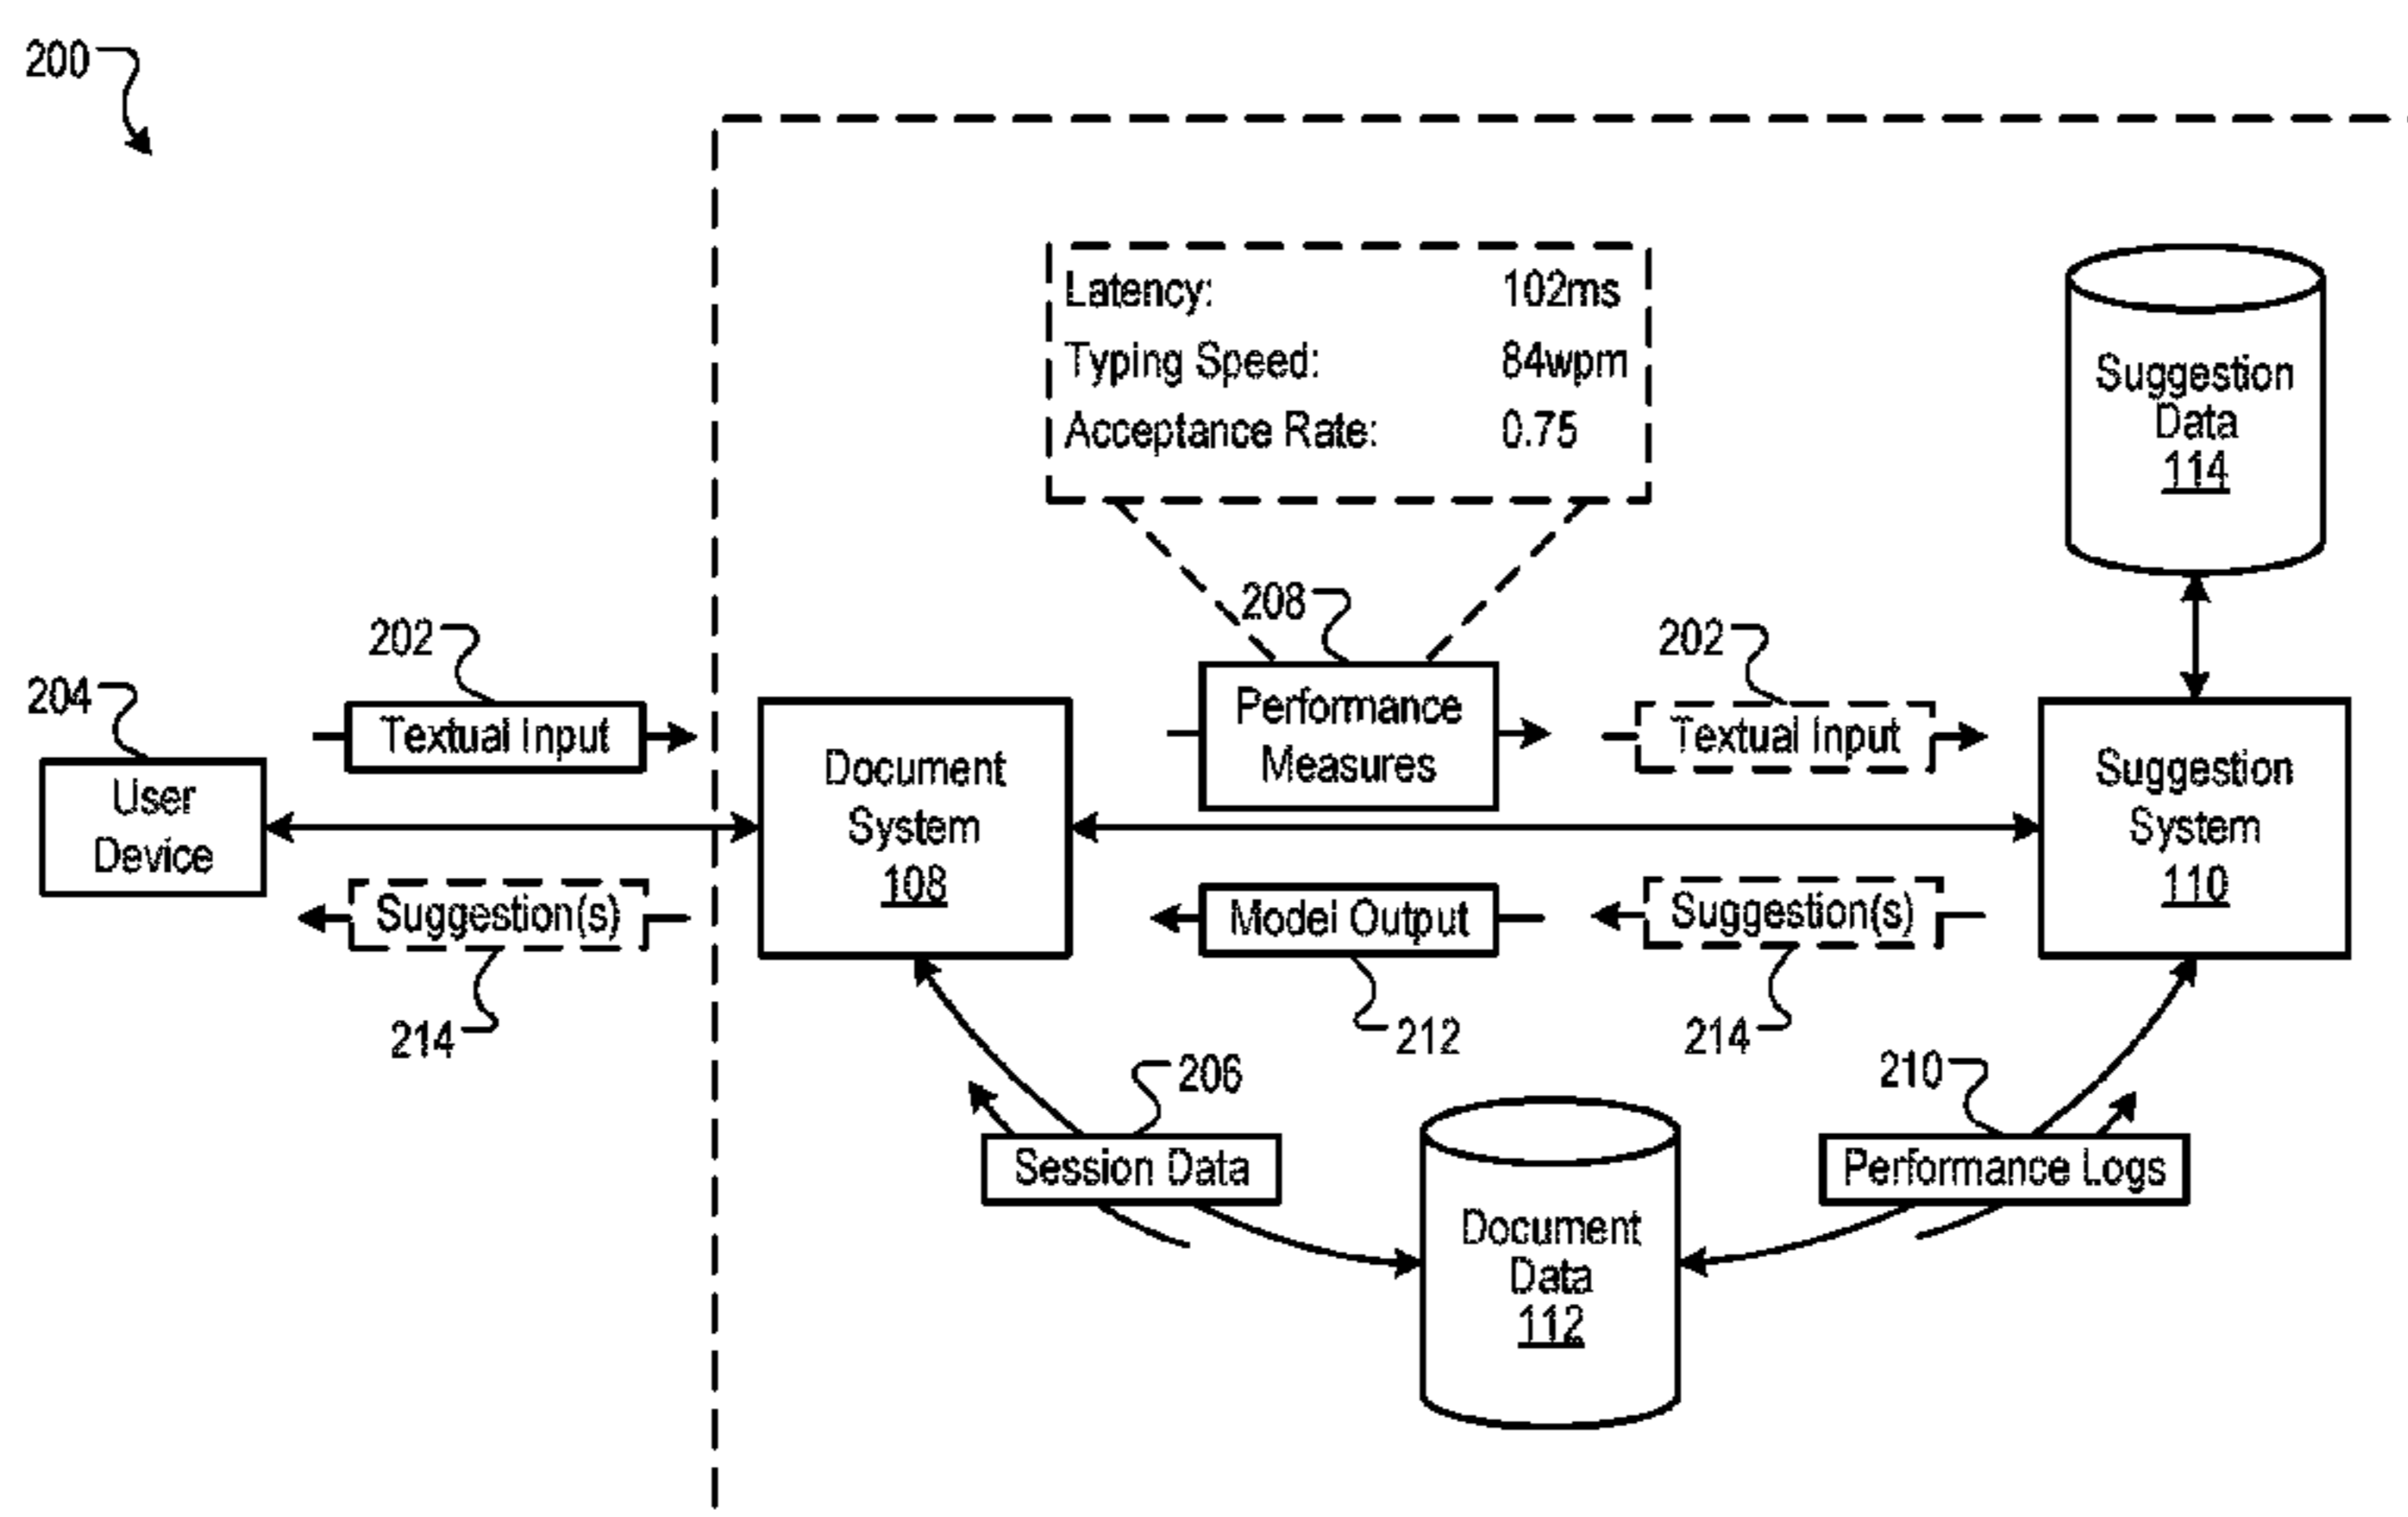 200
Latency: 102ms
Typing Speed: 84wpm
Acceptance Rate: 0.75
Suggestion
Data
114
208
202
202
204
Textual Input
Performance
Measures
Textual Input
User
Device
Document
System
108
Suggestion
System
110
Suggestion(s)
Model Output
Suggestion(s)
214
212
214
206
210
Session Data
Performance Logs
Document
Data
112